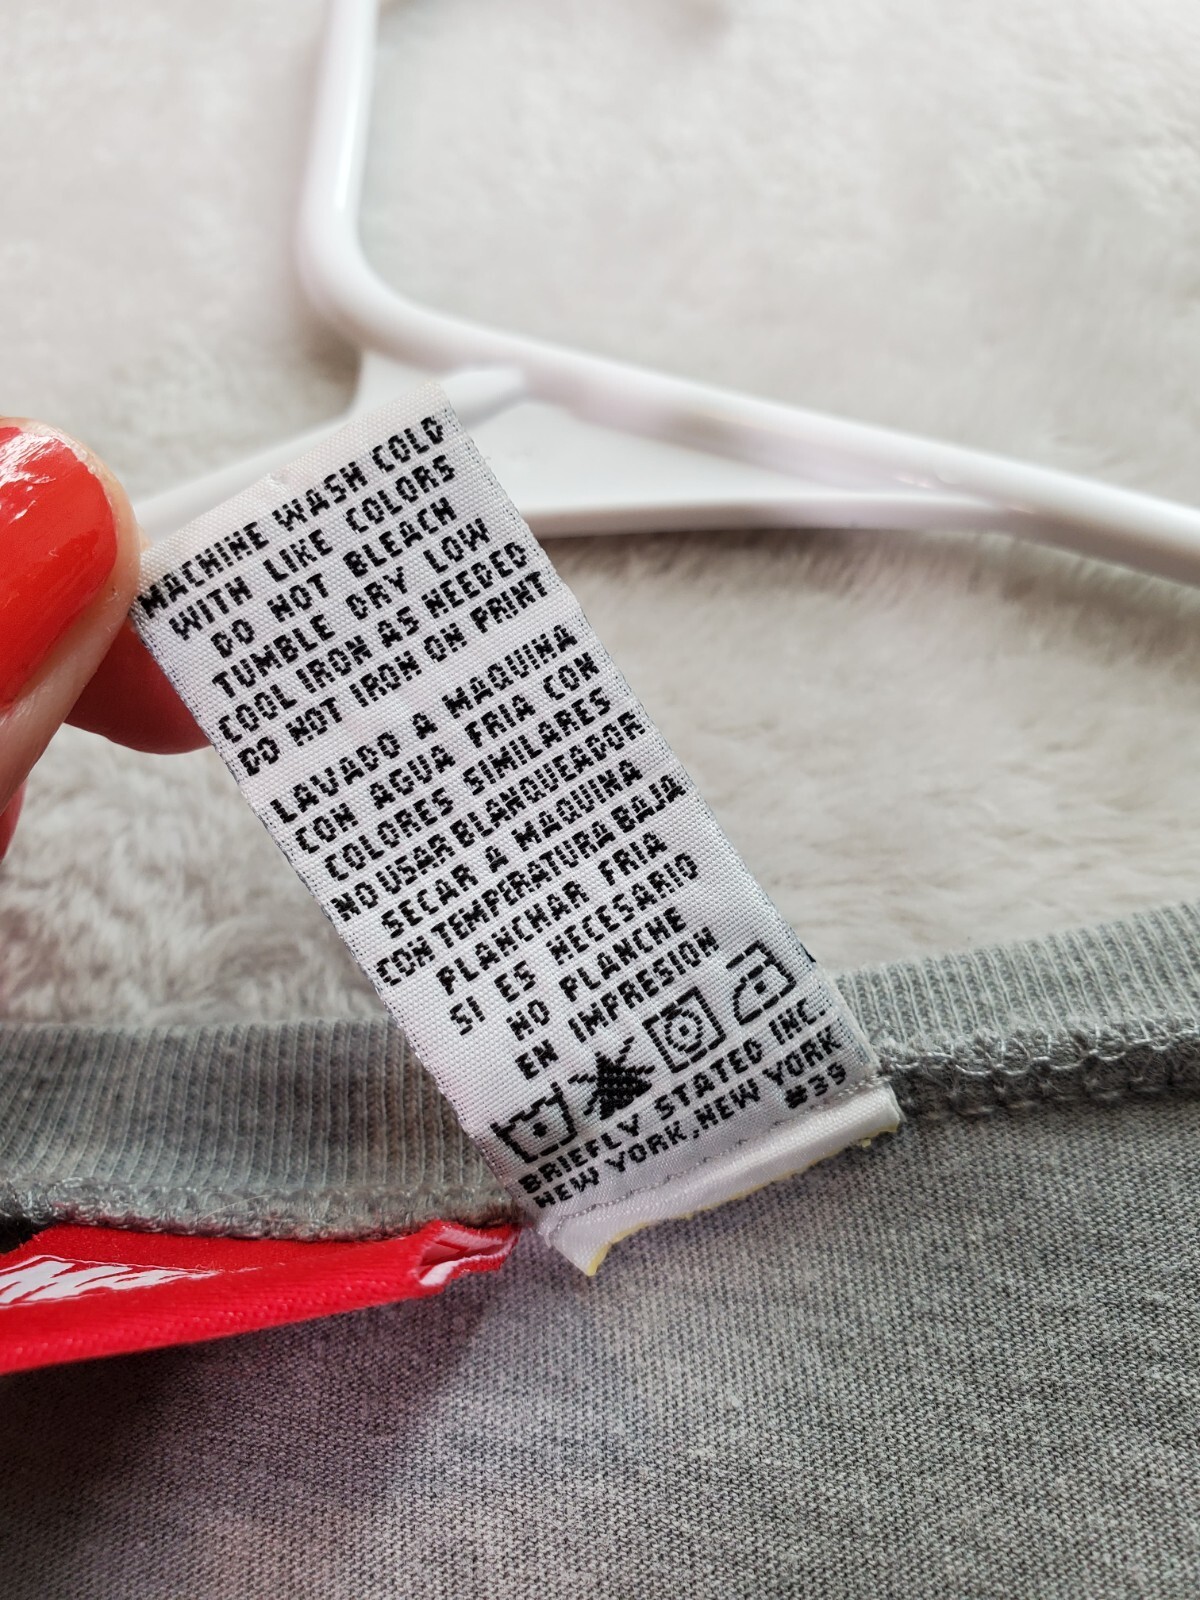 MACHINE WASH COLD
WITH LIKE COLORS
DO NOT BLEACH
TUMBLE DRY LOW
COOL IRON AS NEEDED
DO NOT IRON ON PRINT
LAVADO A MAQUINA
CON AGUA FRIA CON
COLORES SIMILARES
NO USAR BLANQUEADOR
SECAR A MAQUINA
CON TEMPERATURA BAJA
PLANCHAR FRIA
SI ES NECESARIO
NO PLANCHE
EN IMPRESION
BRIEFLY STATED INC.
NEW YORK, NEW YORK
#39